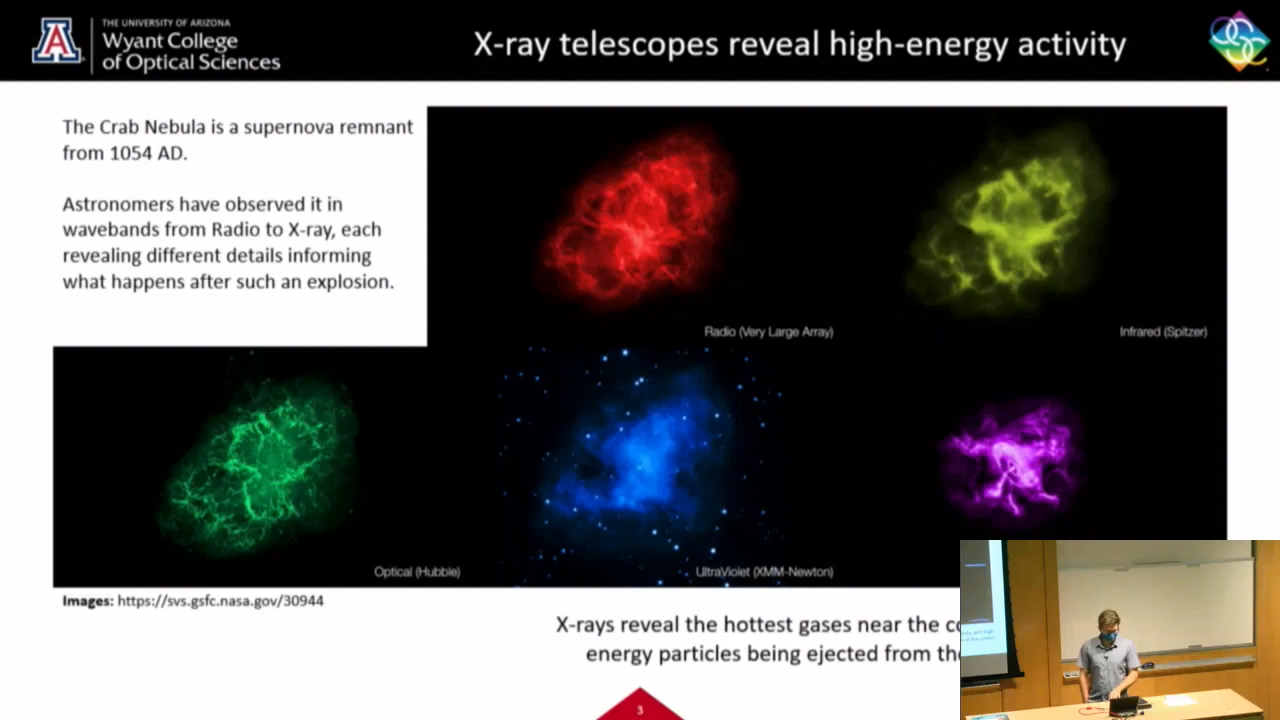 THE UNIVERSITY OF ARIZONA
Wyant College
of Optical Sciences
X-ray telescopes reveal high-energy activity
The Crab Nebula is a supernova remnant
from 1054 AD.
Astronomers have observed it in
wavebands from Radio to X-ray, each
revealing different details informing
what happens after such an explosion.
Radio (Very Large Array)
Infrared (Spitzer)
Optical (Hubble)
UltraViolet (XMM-Newton)
Images: https://svs.gsfc.nasa.gov/30944
X-rays reveal the hottest gases near the
energy particles being ejected from
3